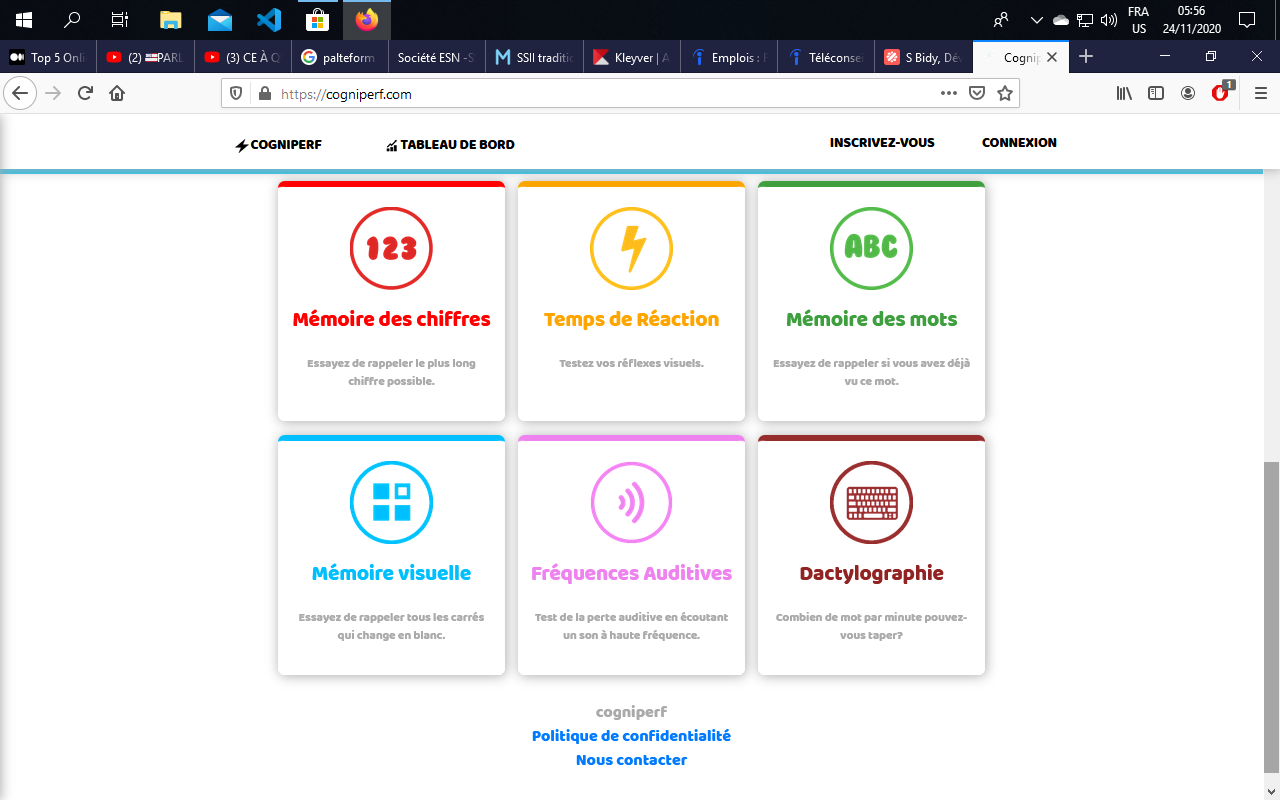 05:56
FRA
US
24/11/2020
Top 5 Onli
(2) PARL
(3) CE À Q
palteform
Société ESN - S
SSII traditi
Kleyver | A
Emplois : F
Téléconsei
S Bidy, Dév
Cognip
https://cogniperf.com
1
COGNIPERF
TABLEAU DE BORD
INSCRIVEZ-VOUS
CONNEXION
123
ABC
Mémoire des chiffres
Temps de Réaction
Mémoire des mots
Essayez de rappeler le plus long
chiffre possible.
Testez vos réflexes visuels.
Essayez de rappeler si vous avez déjà
vu ce mot.
Mémoire visuelle
Fréquences Auditives
Dactylographie
Essayez de rappeler tous les carrés
qui change en blanc.
Test de la perte auditive en écoutant
un son à haute fréquence.
Combien de mot par minute pouvez-
vous taper?
cogniperf
Politique de confidentialité
Nous contacter